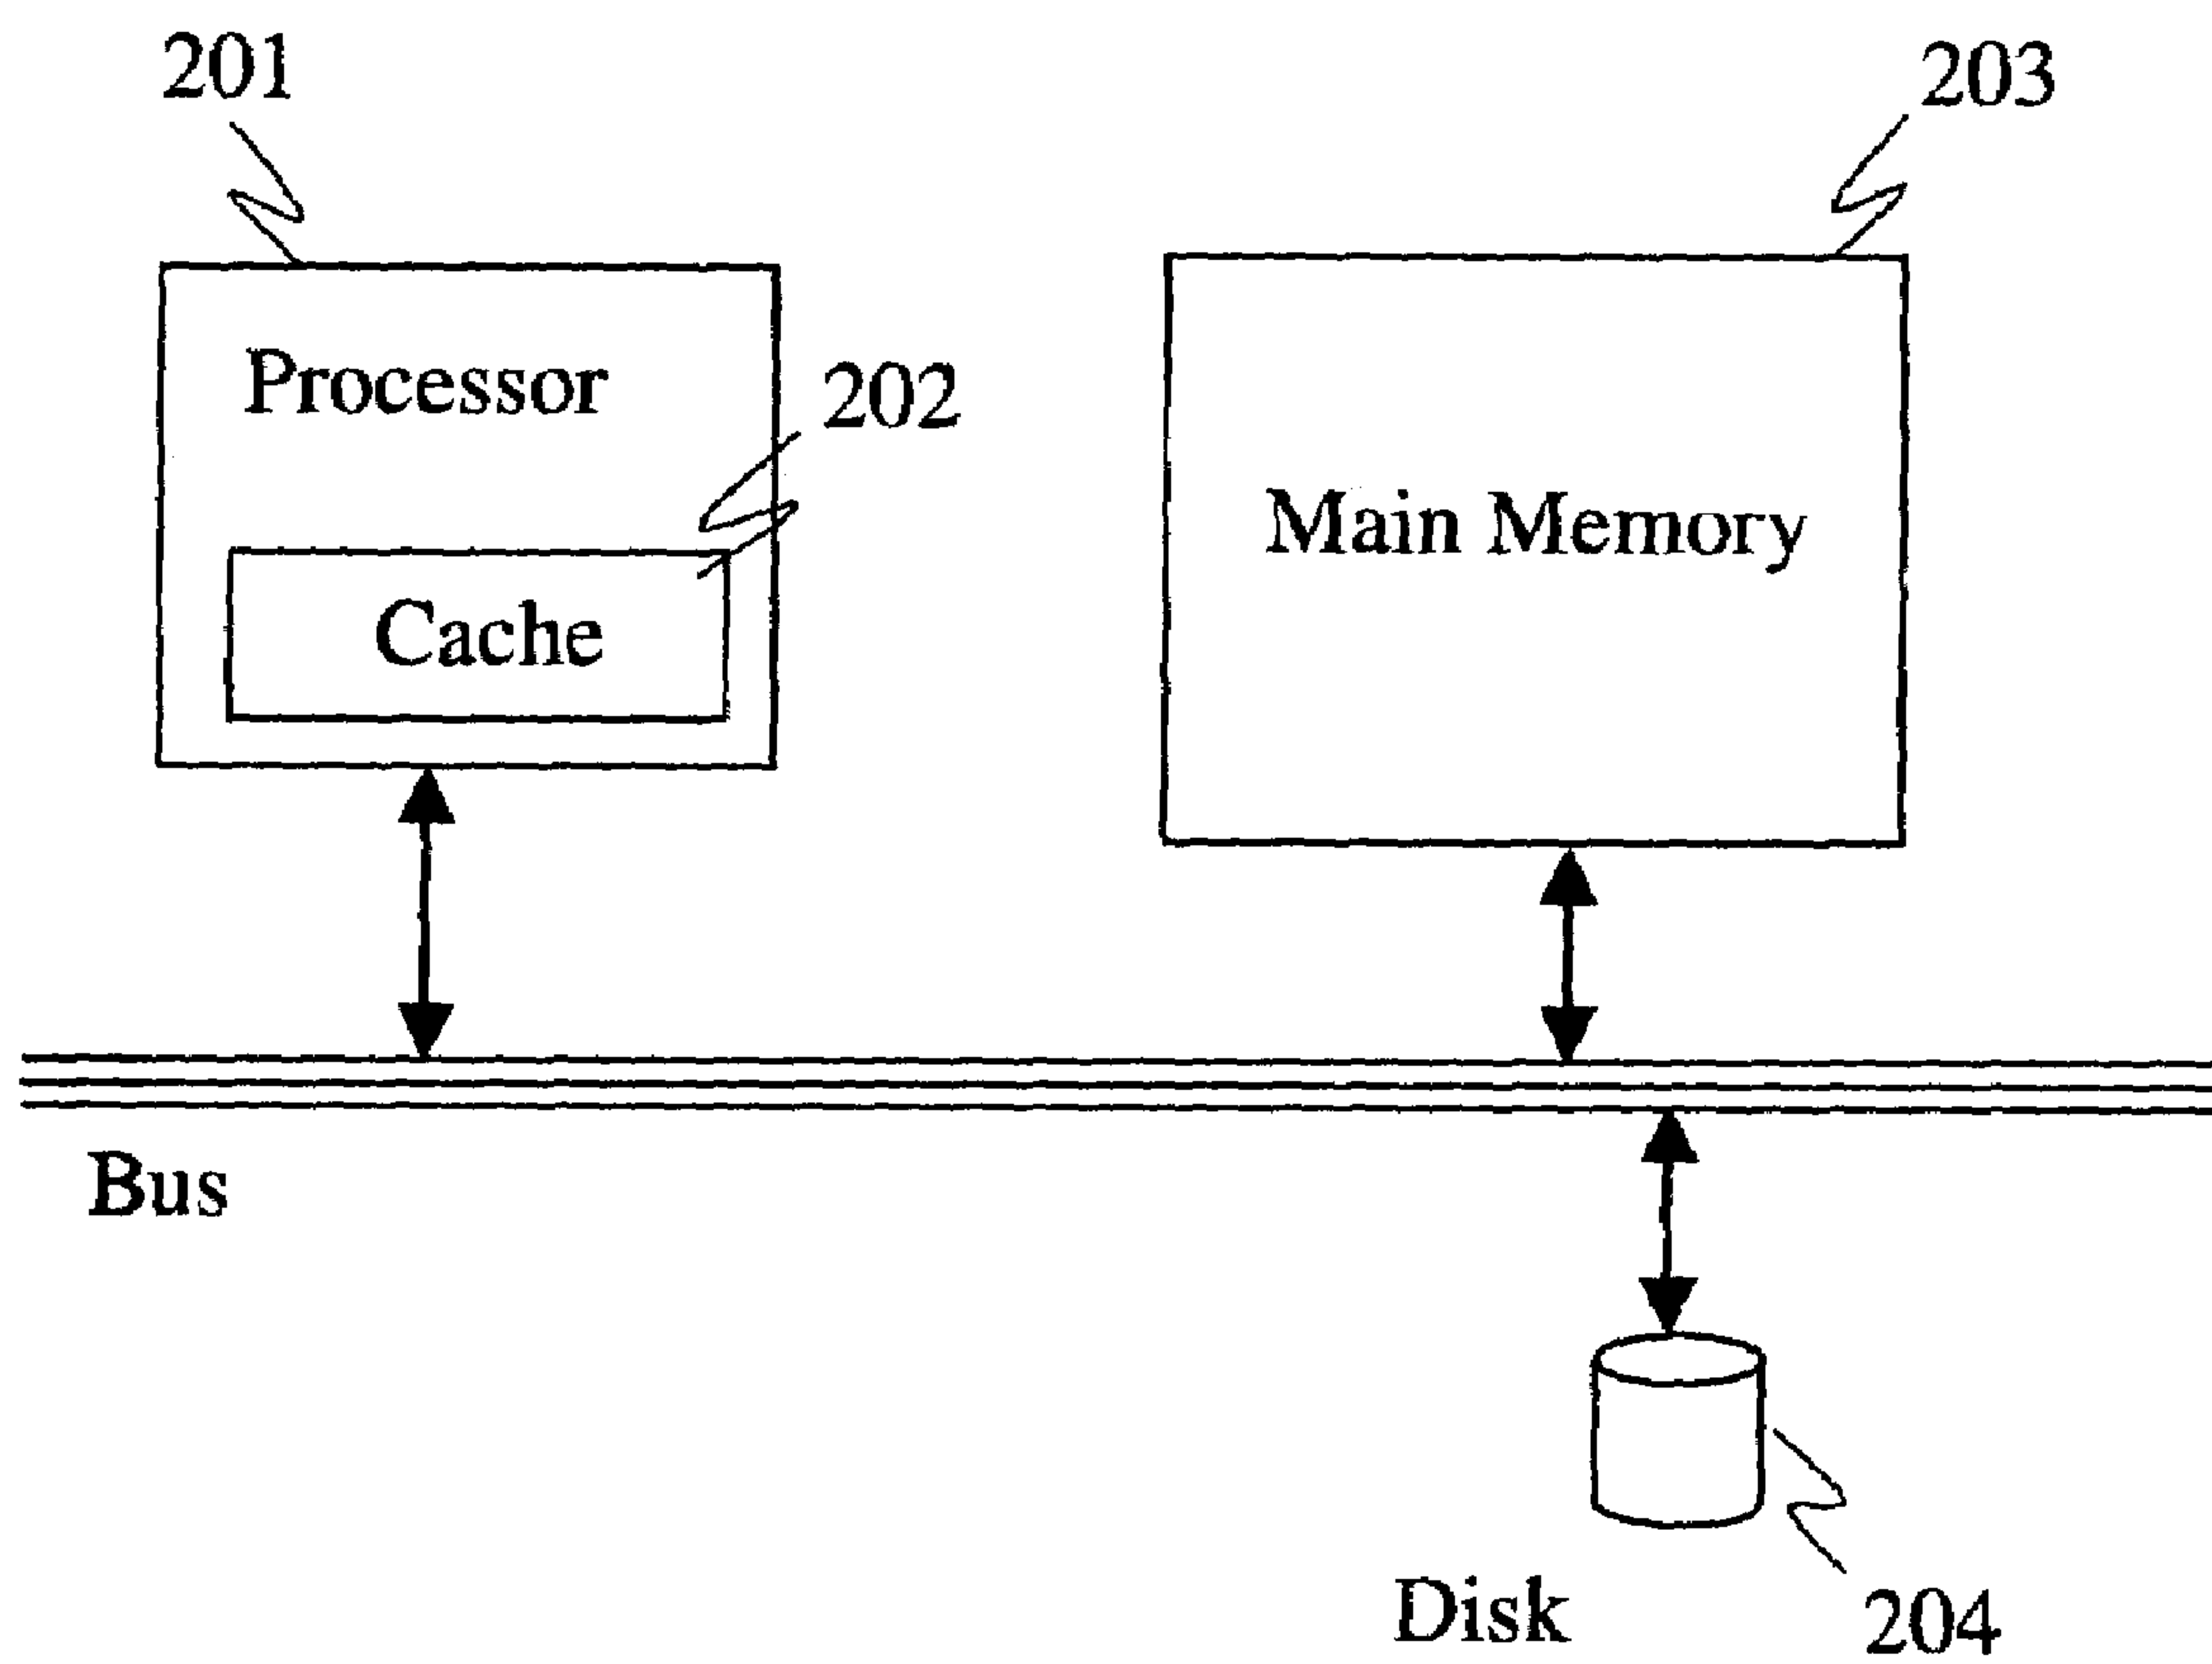 201
203
Processor
202
Main Memory
Cache
Bus
Disk
204